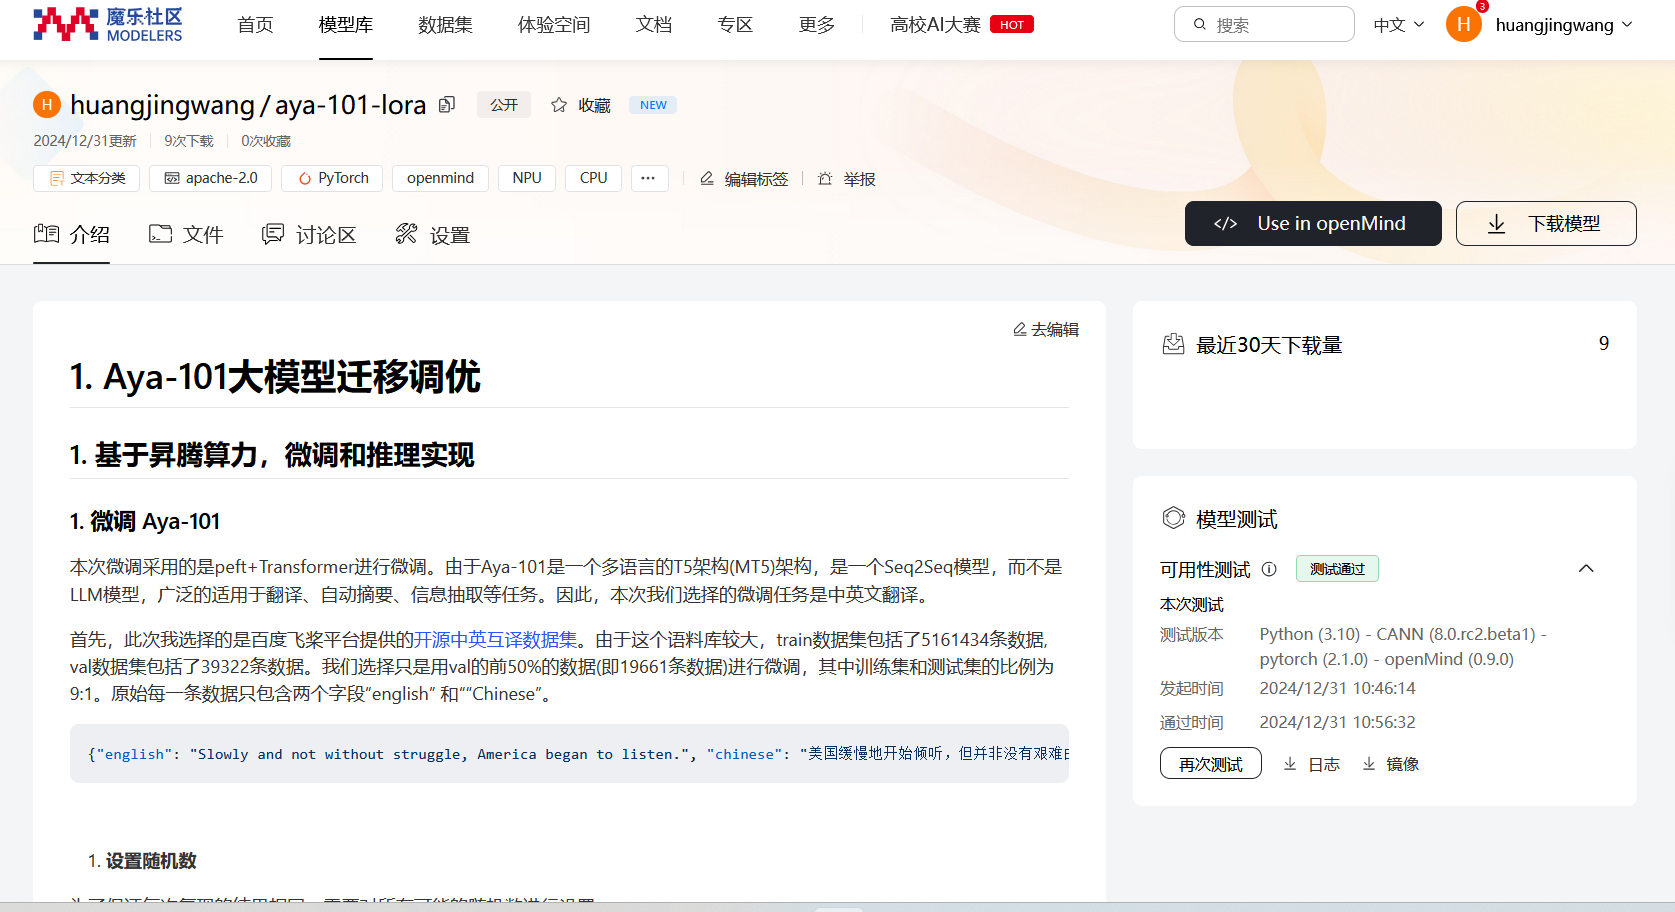 魔乐社区
MODELERS
首页 模型库 数据集 体验空间 文档 专区 更多 高校AI大赛 HOT 搜索 中文 H 3 huangjingwang
H huangjingwang / aya-101-lora 公开 收藏 NEW
2024/12/31更新 9次下载 0次收藏
文本分类 apache-2.0 PyTorch openmind NPU CPU ··· 编辑标签 举报
介绍 文件 讨论区 设置
</> Use in openMind 下载模型
去编辑
1. Aya-101大模型迁移调优
1. 基于昇腾算力，微调和推理实现
1. 微调 Aya-101
本次微调采用的是peft+Transformer进行微调。由于Aya-101是一个多语言的T5架构(MT5)架构，是一个Seq2Seq模型，而不是
LLM模型，广泛的适用于翻译、自动摘要、信息抽取等任务。因此，本次我们选择的微调任务是中英文翻译。
首先，此次我选择的是百度飞桨平台提供的开源中英互译数据集。由于这个语料库较大，train数据集包括了5161434条数据,
val数据集包括了39322条数据。我们选择只是用val的前50%的数据(即19661条数据)进行微调，其中训练集和测试集的比例为
9:1。原始每一条数据只包含两个字段“english” 和““Chinese”。
{"english": "Slowly and not without struggle, America began to listen.", "chinese": "美国缓慢地开始倾听，但并非没有艰难
1. 设置随机数
最近30天下载量 9
模型测试
可用性测试 测试通过
本次测试
测试版本 Python (3.10) - CANN (8.0.rc2.beta1) -
pytorch (2.1.0) - openMind (0.9.0)
发起时间 2024/12/31 10:46:14
通过时间 2024/12/31 10:56:32
再次测试 日志 镜像